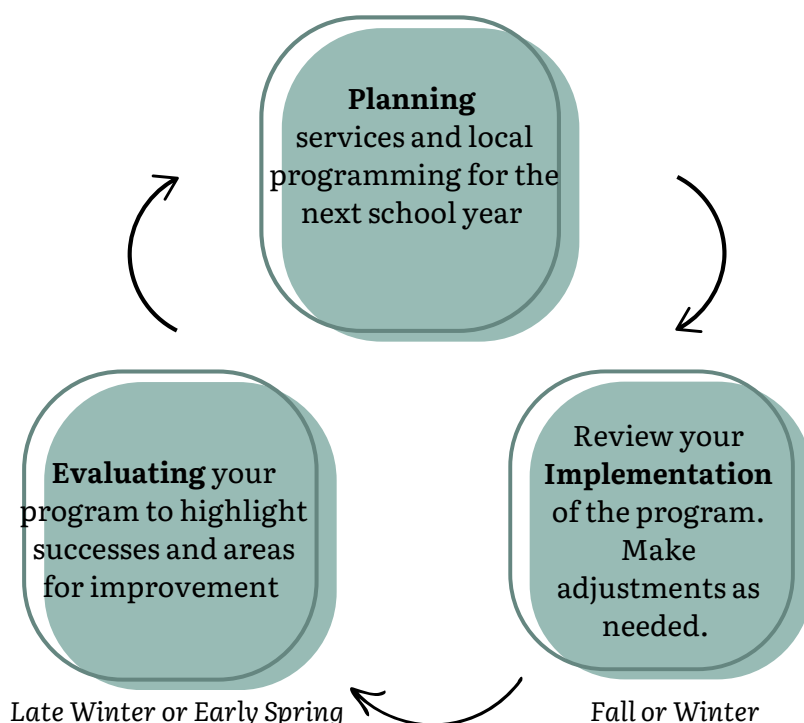 Planning
services and local
programming for the
next school year
Review your
Implementation
of the program.
Make
adjustments as
needed.
Fall or Winter
Evaluating your
program to highlight
successes and areas
for improvement
Late Winter or Early Spring